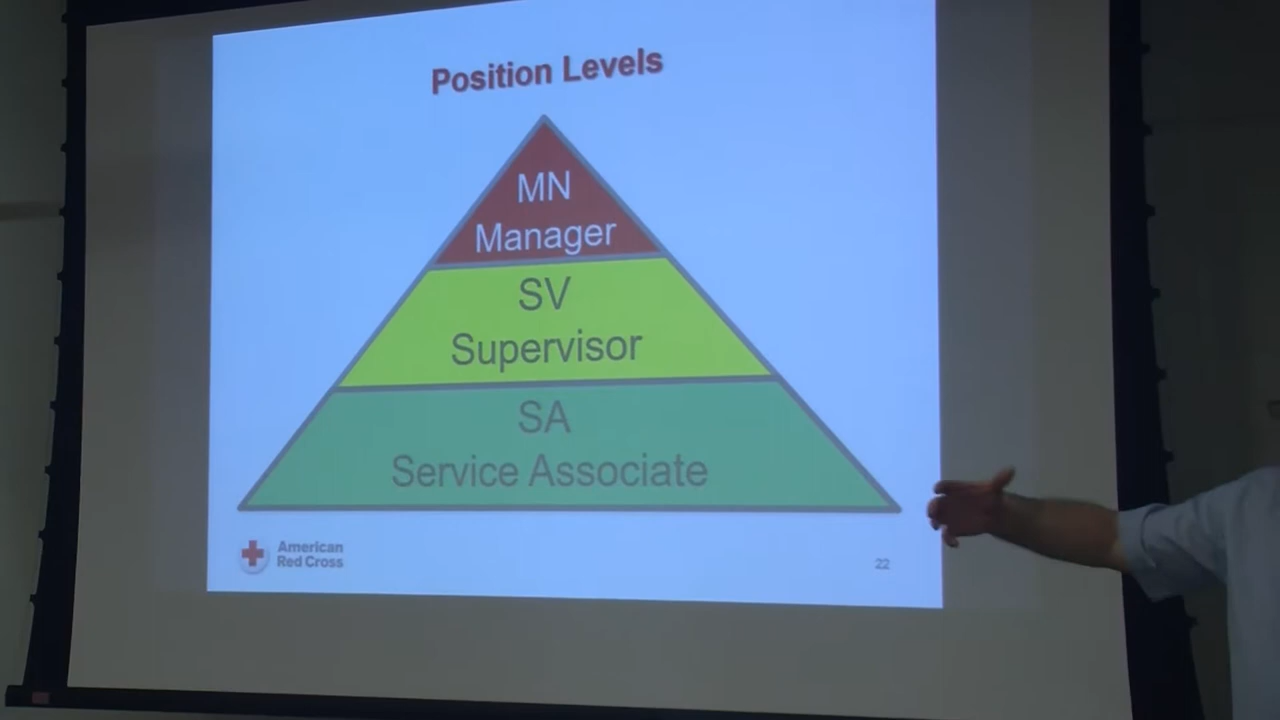 Position Levels
MN
Manager
SV
Supervisor
SA
Service Associate
American
Red Cross
22